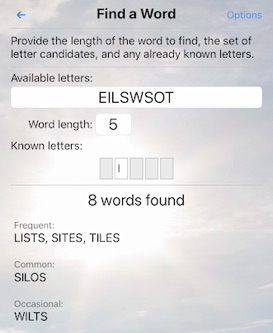 ←
Find a Word
Options
Provide the length of the word to find, the set of
letter candidates, and any already known letters.
Available letters:
EILSWSOT
Word length: 5
Known letters:
I
8 words found
Frequent:
LISTS, SITES, TILES
Common:
SILOS
Occasional:
WILTS